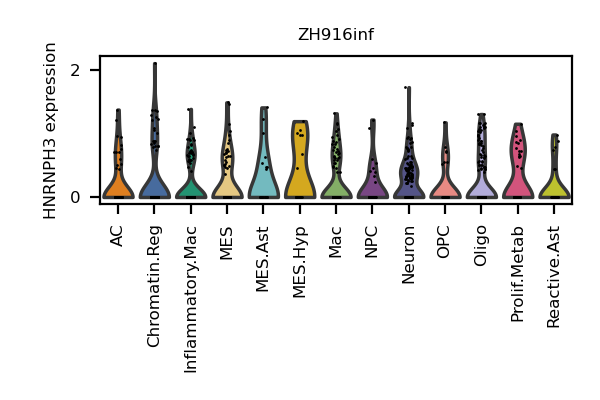 ZH916inf
HNRNPH3 expression
2
0
AC
Chromatin.Reg
Inflammatory.Mac
MES
MES.Ast
MES.Hyp
Mac
NPC
Neuron
OPC
Oligo
Prolif.Metab
Reactive.Ast